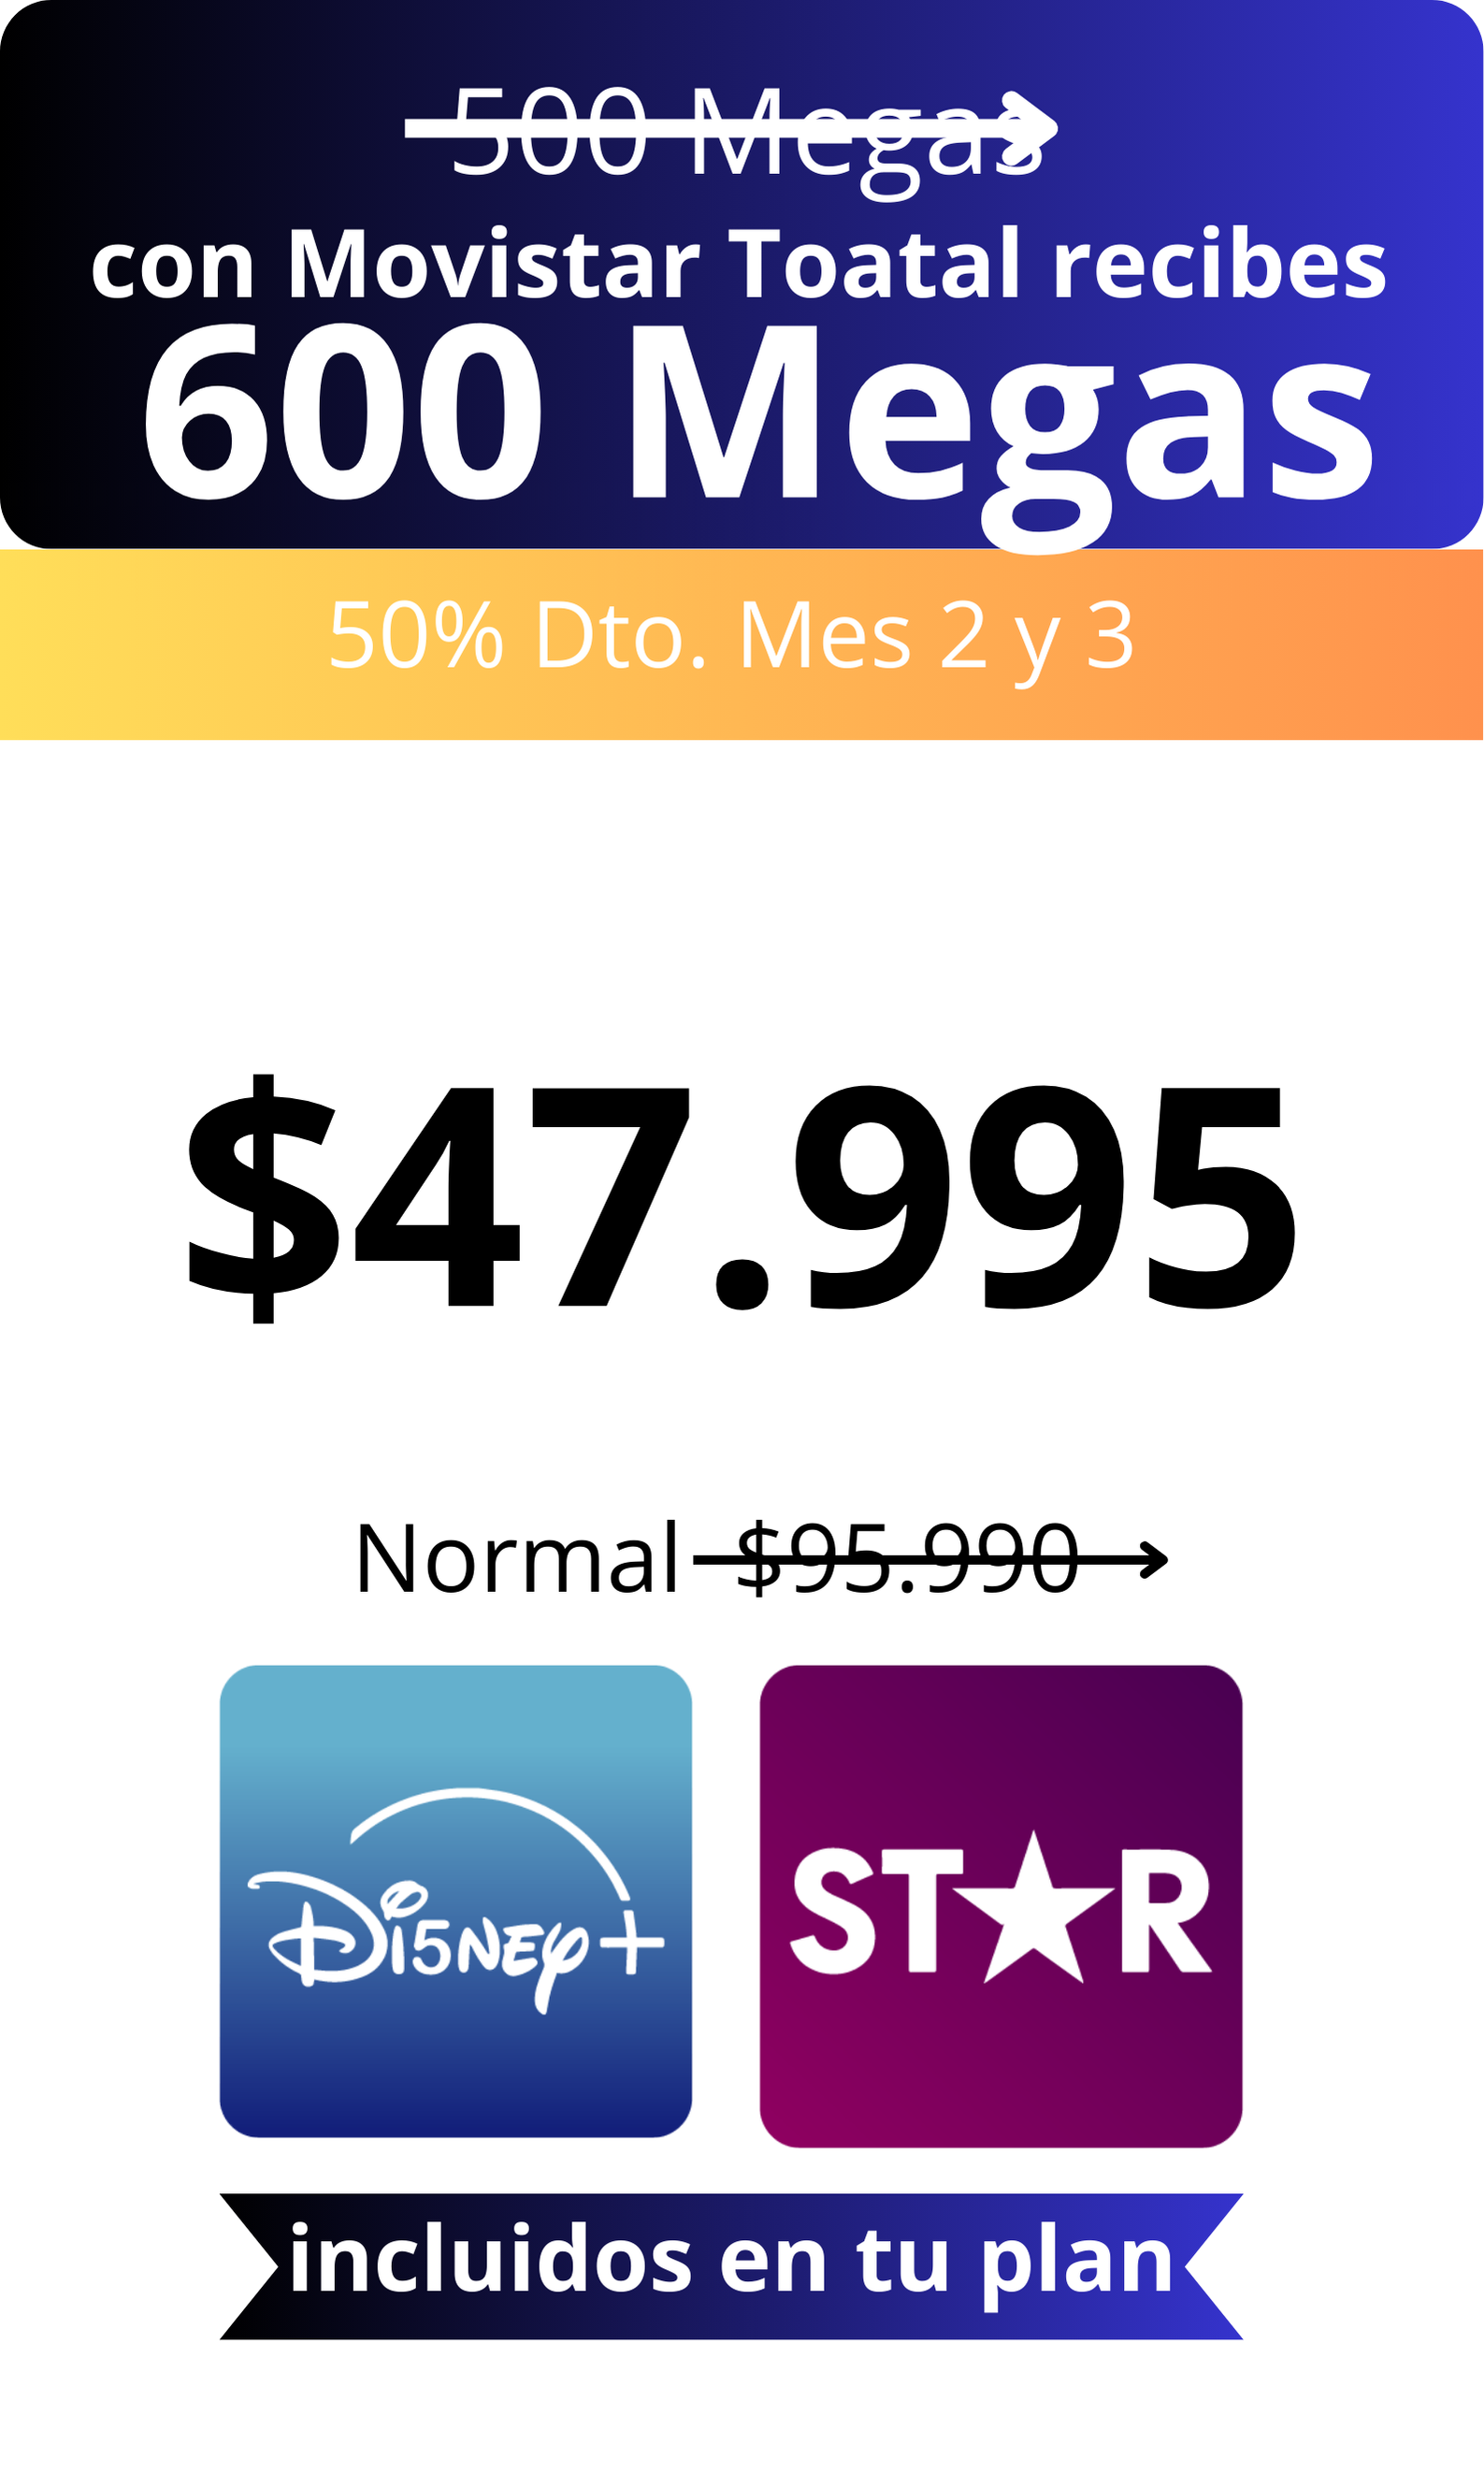 500 Megas
con Movistar Toatal recibes
600 Megas
50% Dto. Mes 2 y 3
$47.995
Normal $95.990
Disney+
STAR
incluidos en tu plan